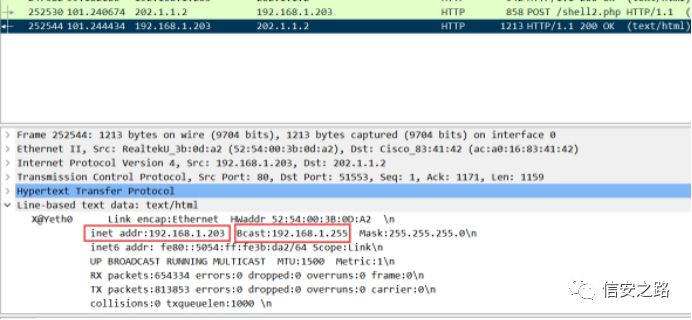 252530 101.240674 202.1.1.2 192.168.1.203 HTTP 858 POST /shell2.php HTTP/1.1 (
252544 101.244434 192.168.1.203 202.1.1.2 HTTP 1213 HTTP/1.1 200 OK (text/html)
Frame 252544: 1213 bytes on wire (9704 bits), 1213 bytes captured (9704 bits) on interface 0
Ethernet II, Src: RealtekU_3b:0d:a2 (52:54:00:3b:0d:a2), Dst: Cisco_83:41:42 (ac:a0:16:83:41:42)
Internet Protocol Version 4, Src: 192.168.1.203, Dst: 202.1.1.2
Transmission Control Protocol, Src Port: 80, Dst Port: 51553, Seq: 1, Ack: 1171, Len: 1159
Hypertext Transfer Protocol
Line-based text data: text/html
X@Yeth0 Link encap:Ethernet HWaddr 52:54:00:3B:0D:A2 \n
inet addr:192.168.1.203 Bcast:192.168.1.255 Mask:255.255.255.0\n
inet6 addr: fe80::5054:ff:fe3b:da2/64 Scope:Link\n
UP BROADCAST RUNNING MULTICAST MTU:1500 Metric:1\n
RX packets:654334 errors:0 dropped:0 overruns:0 frame:0\n
TX packets:813853 errors:0 dropped:0 overruns:0 carrier:0\n
collisions:0 txqueuelen:1000 \n
信安之路